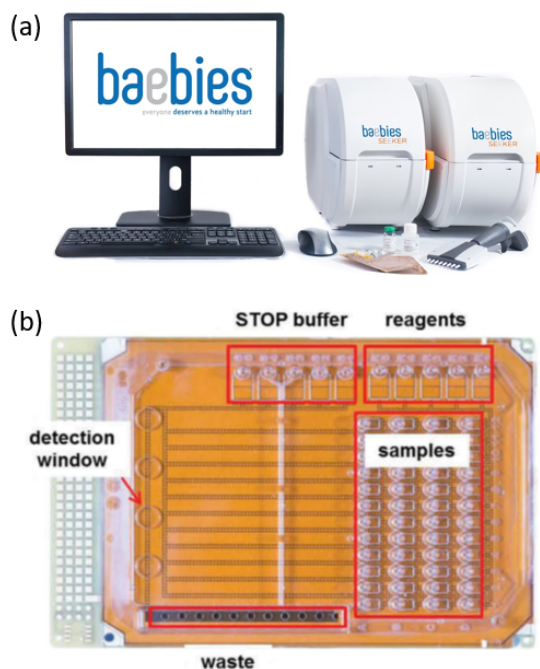 (a)
baebies®
everyone deserves a healthy start
baebies
SEEKER
baebies
SEEKER
(b)
STOP buffer reagents
detection
window
samples
waste